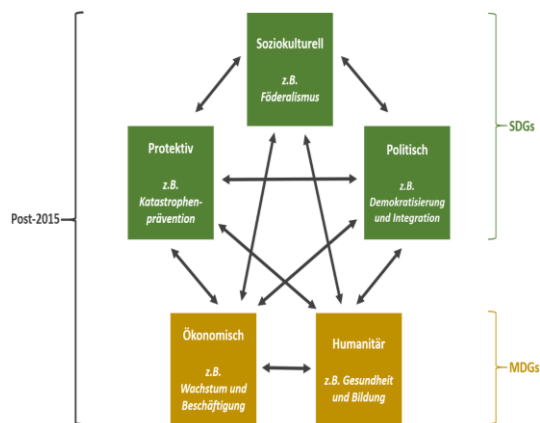 Soziokulturell
z.B.
Föderalismus
SDGs
Protektiv
z.B.
Katastrophen-
prävention
Politisch
z.B.
Demokratisierung
und Integration
Post-2015
Ökonomisch
z.B.
Wachstum und
Beschäftigung
Humanitär
z.B. Gesundheit
und Bildung
MDGs